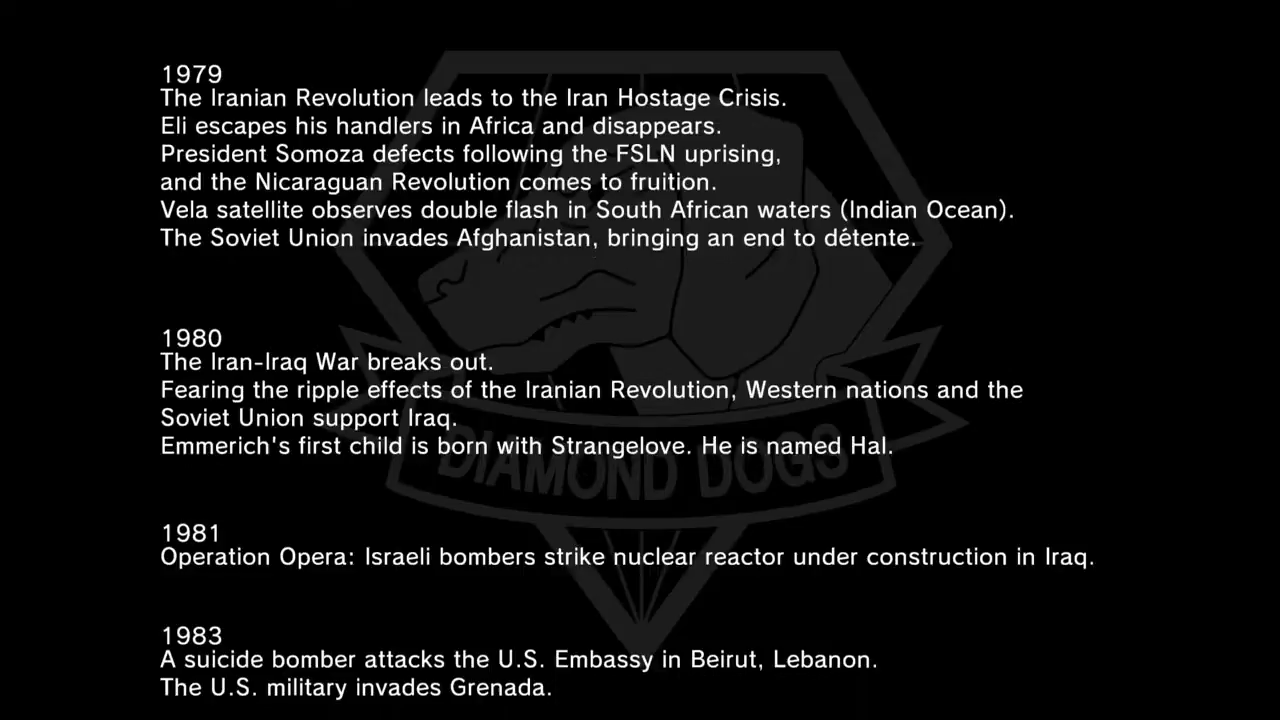 1979
The Iranian Revolution leads to the Iran Hostage Crisis.
Eli escapes his handlers in Africa and disappears.
President Somoza defects following the FSLN uprising,
and the Nicaraguan Revolution comes to fruition.
Vela satellite observes double flash in South African waters (Indian Ocean).
The Soviet Union invades Afghanistan, bringing an end to détente.
1980
The Iran-Iraq War breaks out.
Fearing the ripple effects of the Iranian Revolution, Western nations and the
Soviet Union support Iraq.
Emmerich's first child is born with Strangelove. He is named Hal.
DIAMOND DOGS
1981
Operation Opera: Israeli bombers strike nuclear reactor under construction in Iraq.
1983
A suicide bomber attacks the U.S. Embassy in Beirut, Lebanon.
The U.S. military invades Grenada.